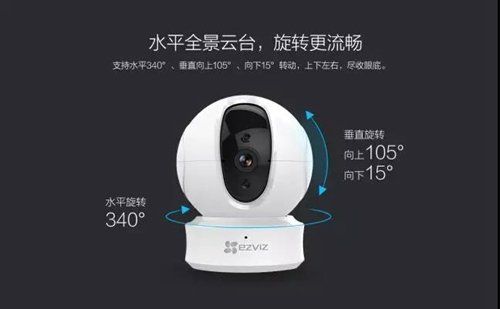 水平全景云台，旋转更流畅
支持水平340°、垂直向上105°、向下15°转动，上下左右，尽收眼底。
垂直旋转
向上105°
向下15°
水平旋转
340°
EZVIZ